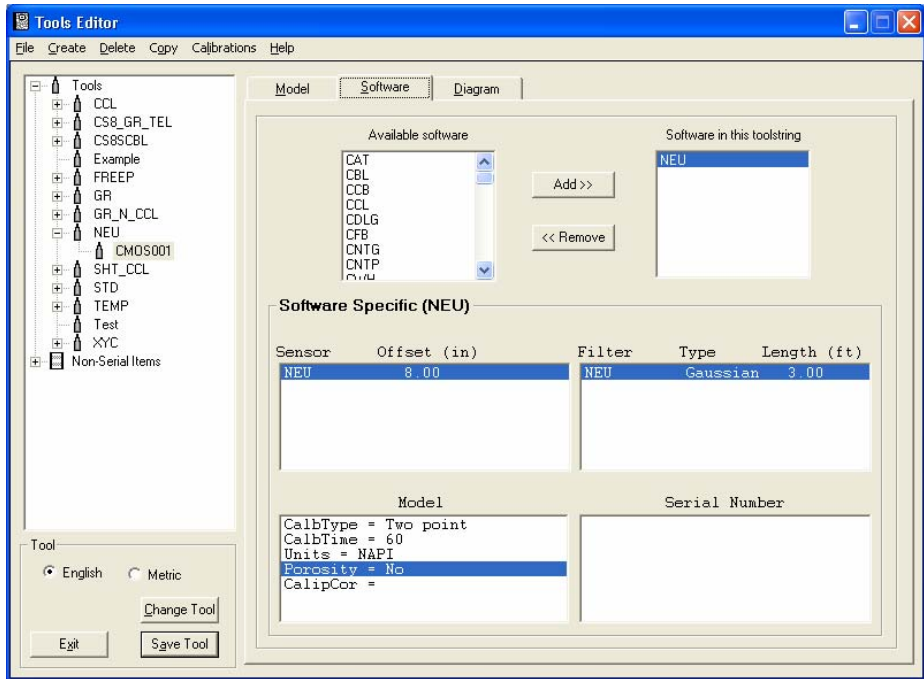 Tools Editor
File Create Delete Copy Calibrations Help
Tools
CCL
CS8_GR_TEL
CS8SCBL
Example
FREEP
GR
GR_N_CCL
NEU
CMOS001
SHT_CCL
STD
TEMP
Test
XYC
Non-Serial Items
Tool
English Metric
Change Tool
Exit Save Tool
Model Software Diagram
Available software
CAT
CBL
CCB
CCL
CDLG
CFB
CNTG
CNTP
Add >>
<< Remove
Software in this toolstring
NEU
Software Specific (NEU)
Sensor Offset (in)
NEU 8.00
Filter Type Length (ft)
NEU Gaussian 3.00
Model
CalbType = Two point
CalbTime = 60
Units = NAPI
Porosity = No
CalipCor =
Serial Number